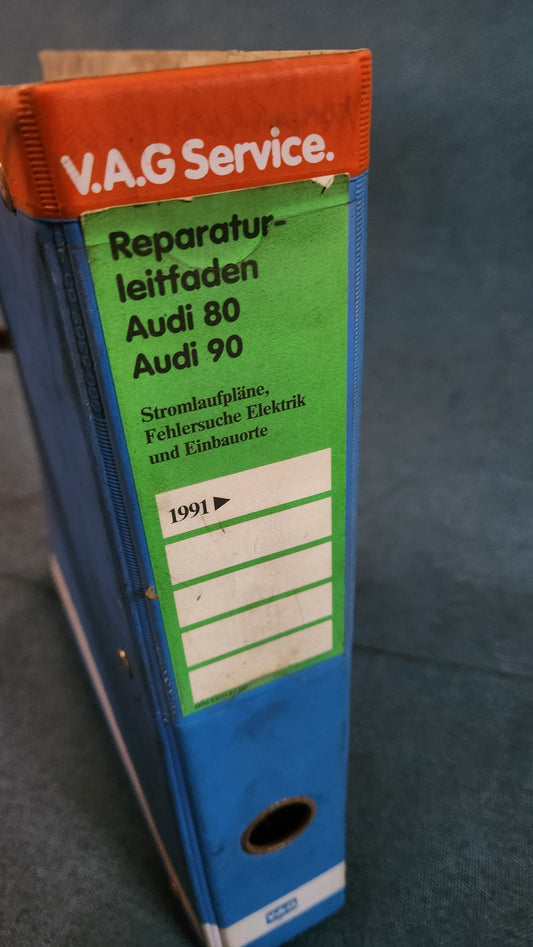 V.A.G Service.
Reparatur-
leitfaden
Audi 80
Audi 90
Stromlaufpläne,
Fehlersuche Elektrik
und Einbauorte
1991 ►
V.A.G